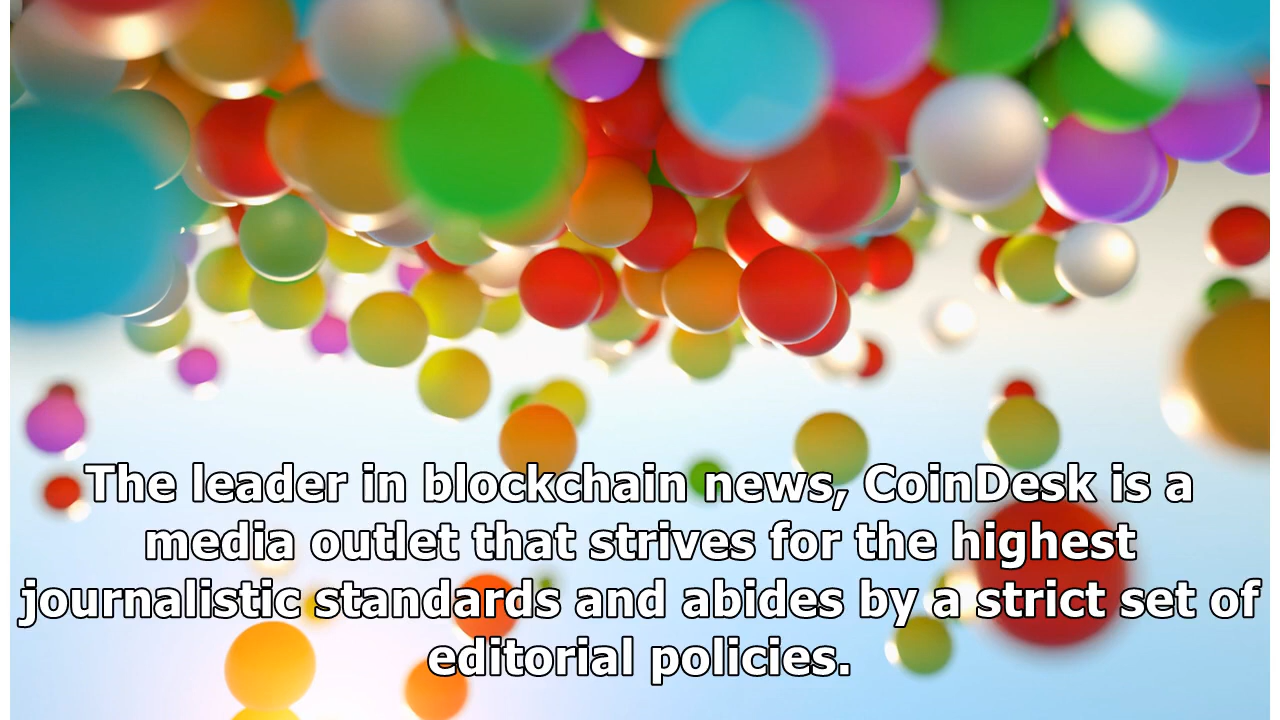 The leader in blockchain news, CoinDesk is a
media outlet that strives for the highest
journalistic standards and abides by a strict set of
editorial policies.